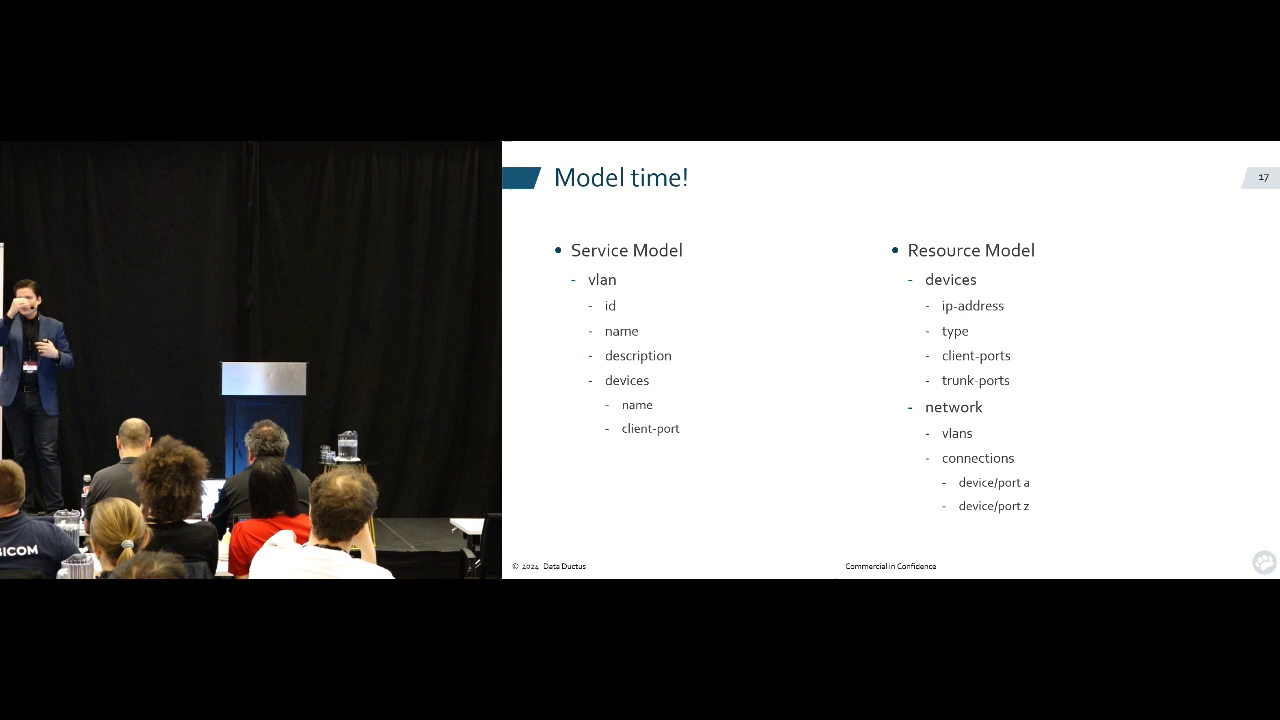 Model time!
17
• Service Model
- vlan
- id
- name
- description
- devices
- name
- client-port
• Resource Model
- devices
- ip-address
- type
- client-ports
- trunk-ports
- network
- vlans
- connections
- device/port a
- device/port z
© 2024 Data Ductus
Commercial in Confidence